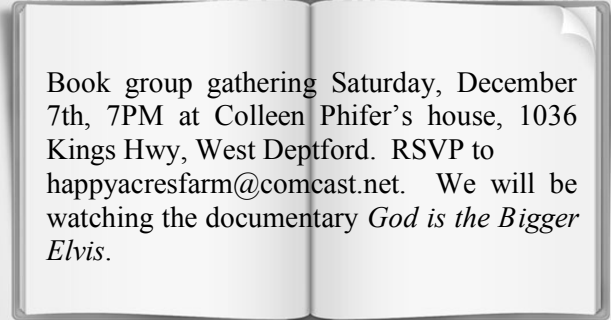 Book group gathering Saturday, December
7th, 7PM at Colleen Phifer’s house, 1036
Kings Hwy, West Deptford. RSVP to
happyacresfarm@comcast.net. We will be
watching the documentary God is the Bigger
Elvis.